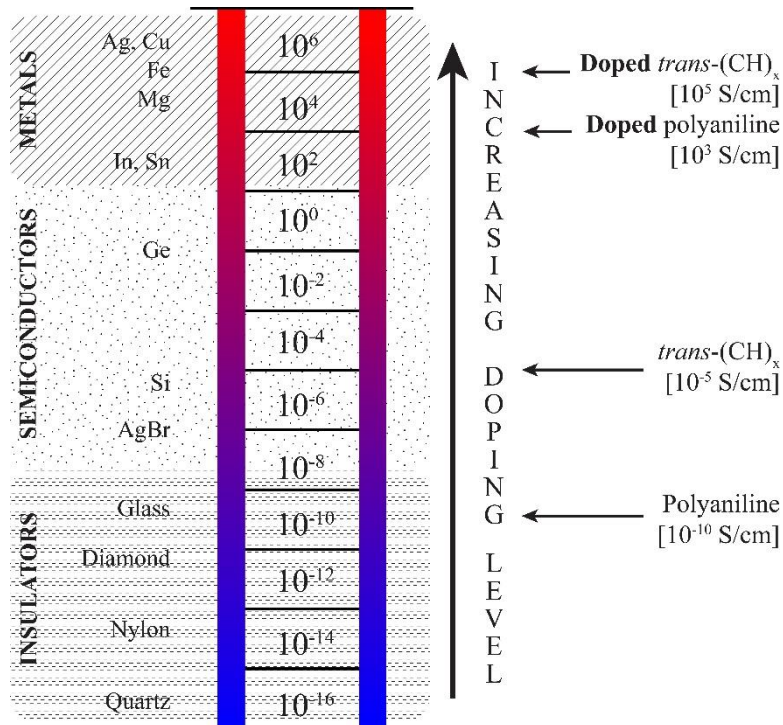 METALS
SEMICONDUCTORS
INSULATORS
Ag, Cu
Fe
Mg
In, Sn
Ge
Si
AgBr
Glass
Diamond
Nylon
Quartz
10⁶
10⁴
10²
10⁰
10⁻²
10⁻⁴
10⁻⁶
10⁻⁸
10⁻¹⁰
10⁻¹²
10⁻¹⁴
10⁻¹⁶
INCREASING DOPING LEVEL
Doped trans-(CH)ₓ
[10⁵ S/cm]
Doped polyaniline
[10³ S/cm]
trans-(CH)ₓ
[10⁻⁵ S/cm]
Polyaniline
[10⁻¹⁰ S/cm]